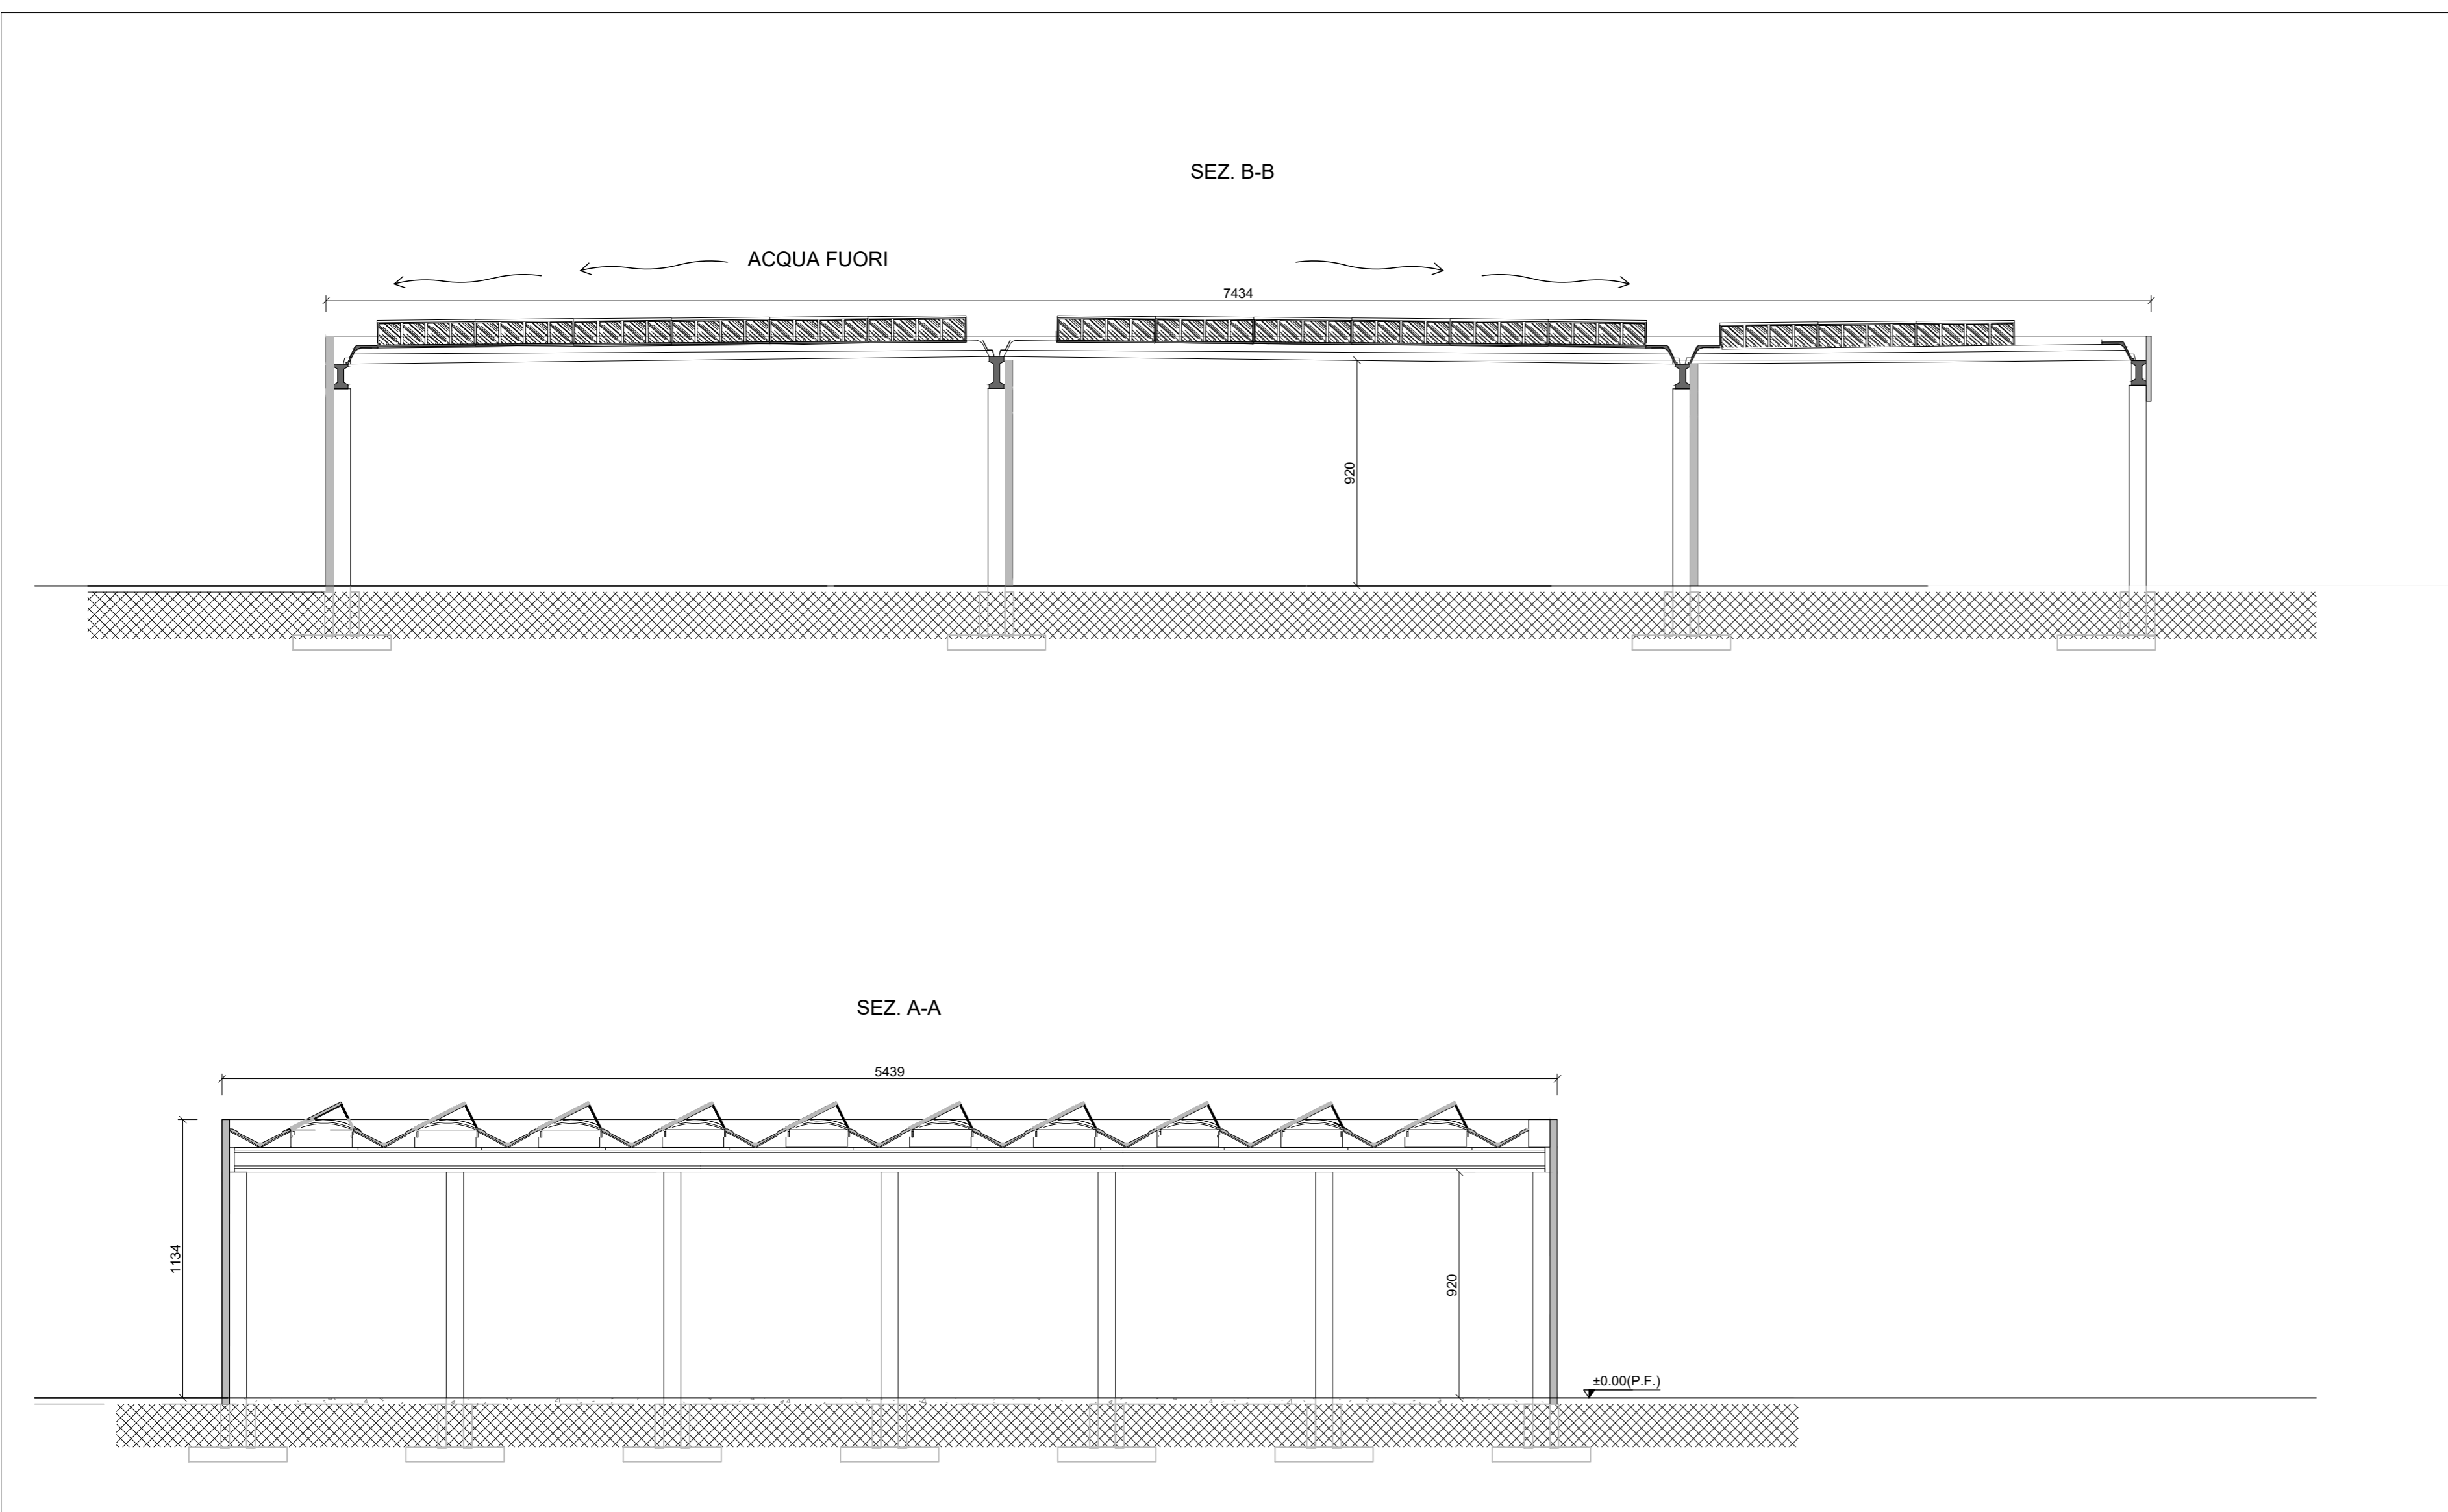 SEZ. B-B
ACQUA FUORI
7434
920
SEZ. A-A
5439
1134
920
±0.00(P.F.)